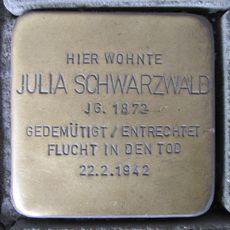 HIER WOHNTE
JULIA SCHWARZWALD
JG. 1872
GEDEMÜTIGT / ENTRECHTET
FLUCHT IN DEN TOD
22.2.1942